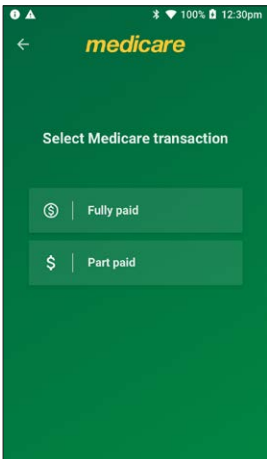 100% 12:30pm
medicare
Select Medicare transaction
Fully paid
$ Part paid